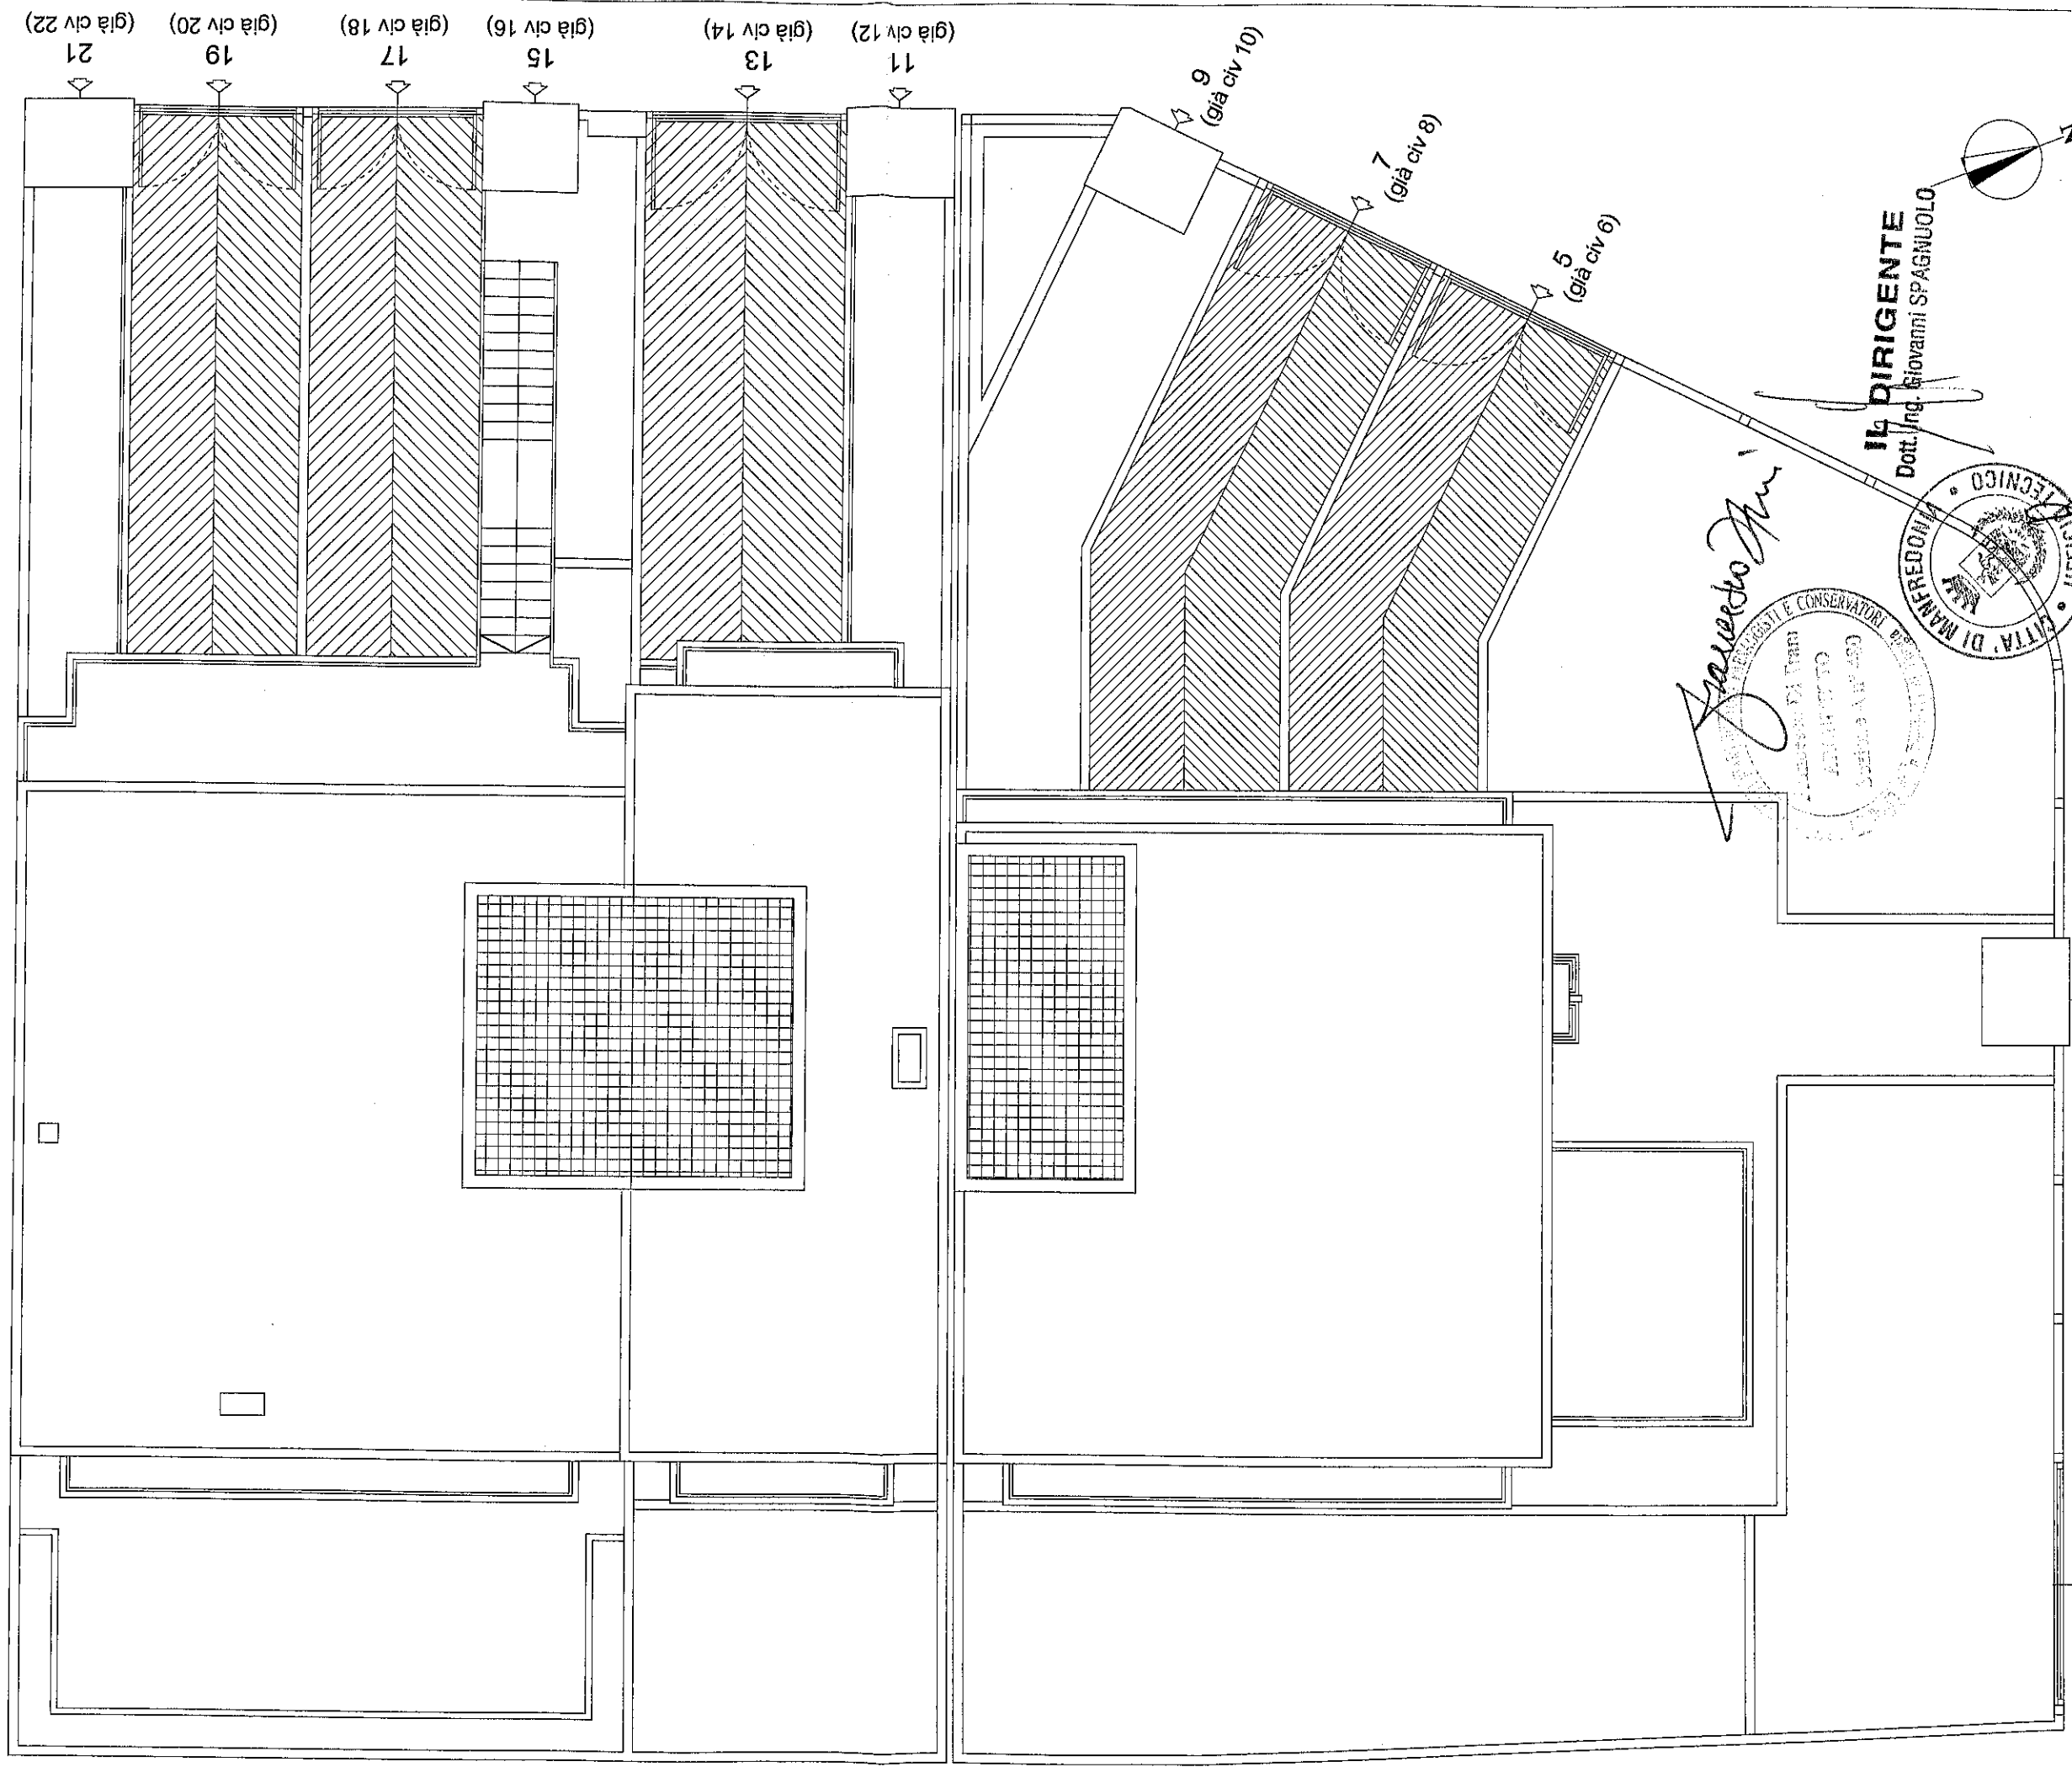 21
(già civ 22)
19
(già civ 20)
17
(già civ 18)
15
(già civ 16)
13
(già civ 14)
11
(già civ. 12)
9
(già civ 10)
7
(già civ 8)
5
(già civ 6)
IL DIRIGENTE
Dott. Ing. Giovanni SPAGNUOLO
CITTA' DI MANFREDONIA
TECNICO
E CONSERVATORI